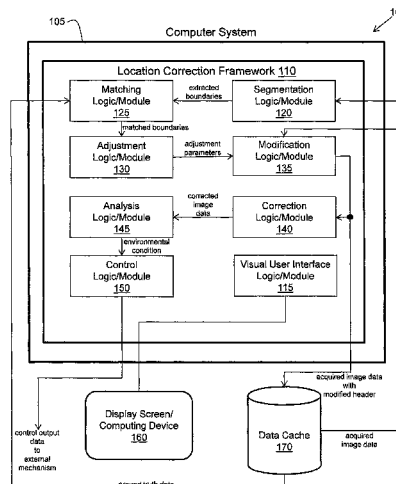 105
10
Computer System
Location Correction Framework 110
Matching
Logic/Module
125
extracted
boundaries
Segmentation
Logic/Module
120
matched boundaries
Adjustment
Logic/Module
130
adjustment
parameters
Modification
Logic/Module
135
Analysis
Logic/Module
145
corrected
image
data
Correction
Logic/Module
140
environmental
condition
Control
Logic/Module
150
Visual User Interface
Logic/Module
115
acquired image data
with
modified header
control output
data
to
external
mechanism
Display Screen/
Computing Device
160
Data Cache
170
acquired
image data